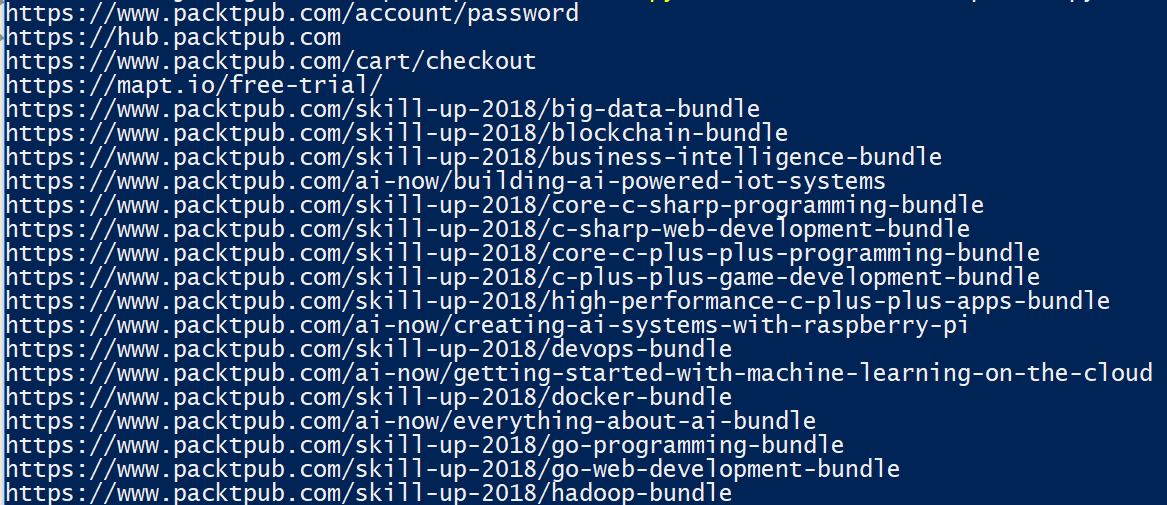 https://www.packtpub.com/account/password
https://hub.packtpub.com
https://www.packtpub.com/cart/checkout
https://mapt.io/free-trial/
https://www.packtpub.com/skill-up-2018/big-data-bundle
https://www.packtpub.com/skill-up-2018/blockchain-bundle
https://www.packtpub.com/skill-up-2018/business-intelligence-bundle
https://www.packtpub.com/ai-now/building-ai-powered-iot-systems
https://www.packtpub.com/skill-up-2018/core-c-sharp-programming-bundle
https://www.packtpub.com/skill-up-2018/c-sharp-web-development-bundle
https://www.packtpub.com/skill-up-2018/core-c-plus-plus-programming-bundle
https://www.packtpub.com/skill-up-2018/c-plus-plus-game-development-bundle
https://www.packtpub.com/skill-up-2018/high-performance-c-plus-plus-apps-bundle
https://www.packtpub.com/ai-now/creating-ai-systems-with-raspberry-pi
https://www.packtpub.com/skill-up-2018/devops-bundle
https://www.packtpub.com/ai-now/getting-started-with-machine-learning-on-the-cloud
https://www.packtpub.com/skill-up-2018/docker-bundle
https://www.packtpub.com/ai-now/everything-about-ai-bundle
https://www.packtpub.com/skill-up-2018/go-programming-bundle
https://www.packtpub.com/skill-up-2018/go-web-development-bundle
https://www.packtpub.com/skill-up-2018/hadoop-bundle